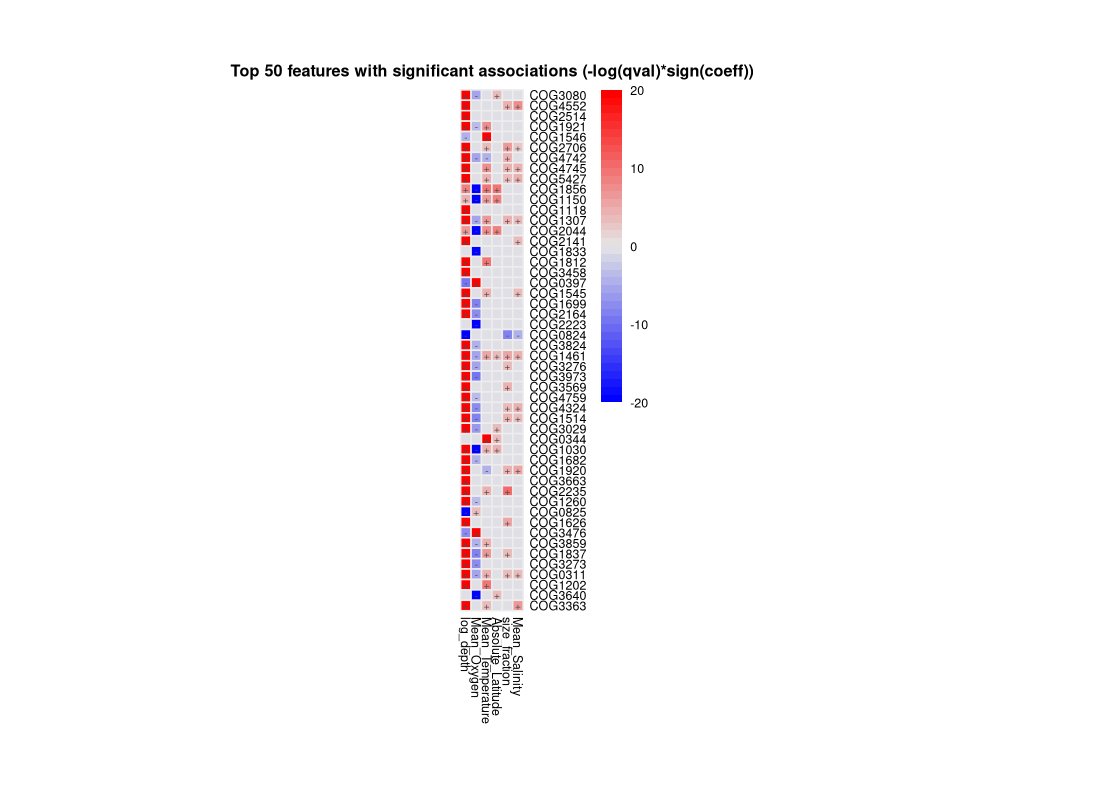 Top 50 features with significant associations (-log(qval)*sign(coeff))
COG3080
COG4552
COG2514
COG1921
COG1546
COG2706
COG4742
COG4745
COG5427
COG1856
COG1150
COG1118
COG1307
COG2044
COG2141
COG1833
COG1812
COG3458
COG0397
COG1545
COG1699
COG2164
COG2223
COG0824
COG3824
COG1461
COG3276
COG3973
COG3569
COG4759
COG4324
COG1514
COG3029
COG0344
COG1030
COG1682
COG1920
COG3663
COG2235
COG1260
COG0825
COG1626
COG3476
COG3859
COG1837
COG3273
COG0311
COG1202
COG3640
COG3363
20
10
0
-10
-20
log_depth
Mean_Oxygen
Mean_Temperature
Absolute_Latitude
size_fraction
Mean_Salinity